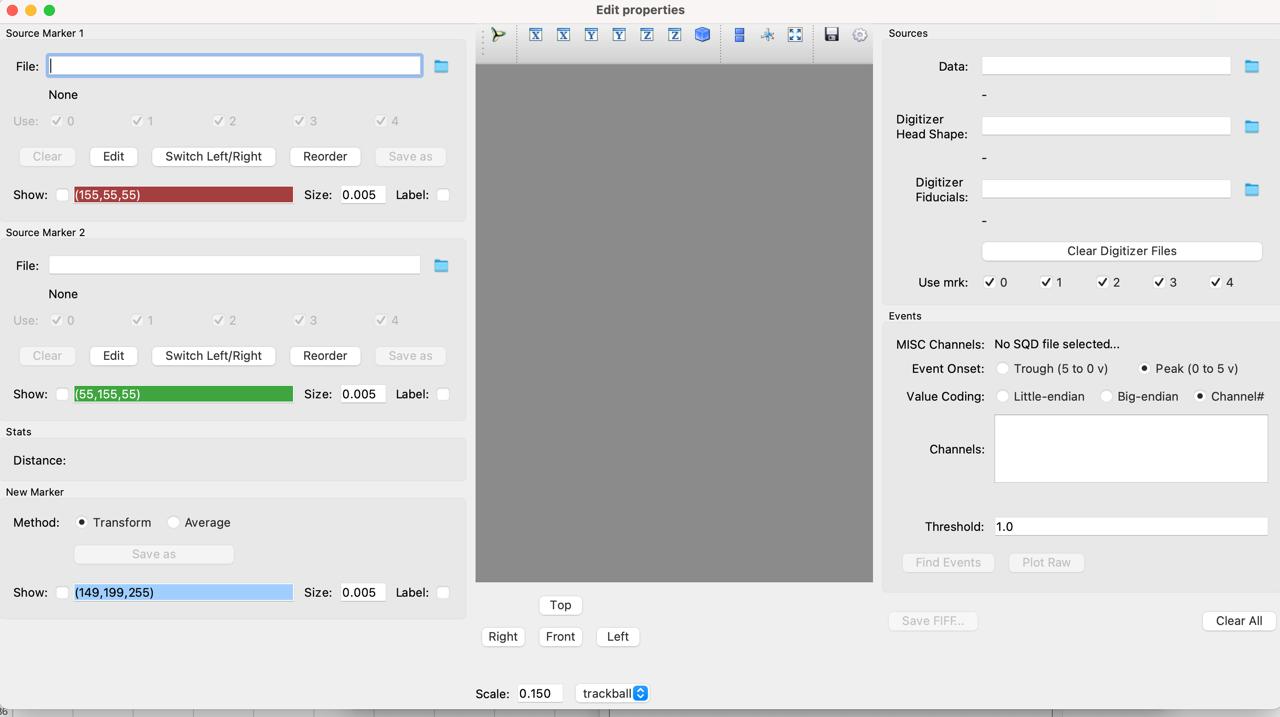 Edit properties
Source Marker 1
File:
None
Use: 0 1 2 3 4
Clear Edit Switch Left/Right Reorder Save as
Show: (155,55,55) Size: 0.005 Label:
Source Marker 2
File:
None
Use: 0 1 2 3 4
Clear Edit Switch Left/Right Reorder Save as
Show: (55,155,55) Size: 0.005 Label:
Stats
Distance:
New Marker
Method: Transform Average
Save as
Show: (149,199,255) Size: 0.005 Label:
X X Y Y Z Z
Top
Right Front Left
Scale: 0.150 trackball
Sources
Data:
-
Digitizer
Head Shape:
-
Digitizer
Fiducials:
-
Clear Digitizer Files
Use mrk: 0 1 2 3 4
Events
MISC Channels: No SQD file selected...
Event Onset: Trough (5 to 0 v) Peak (0 to 5 v)
Value Coding: Little-endian Big-endian Channel#
Channels:
Threshold: 1.0
Find Events Plot Raw
Save FIFF... Clear All